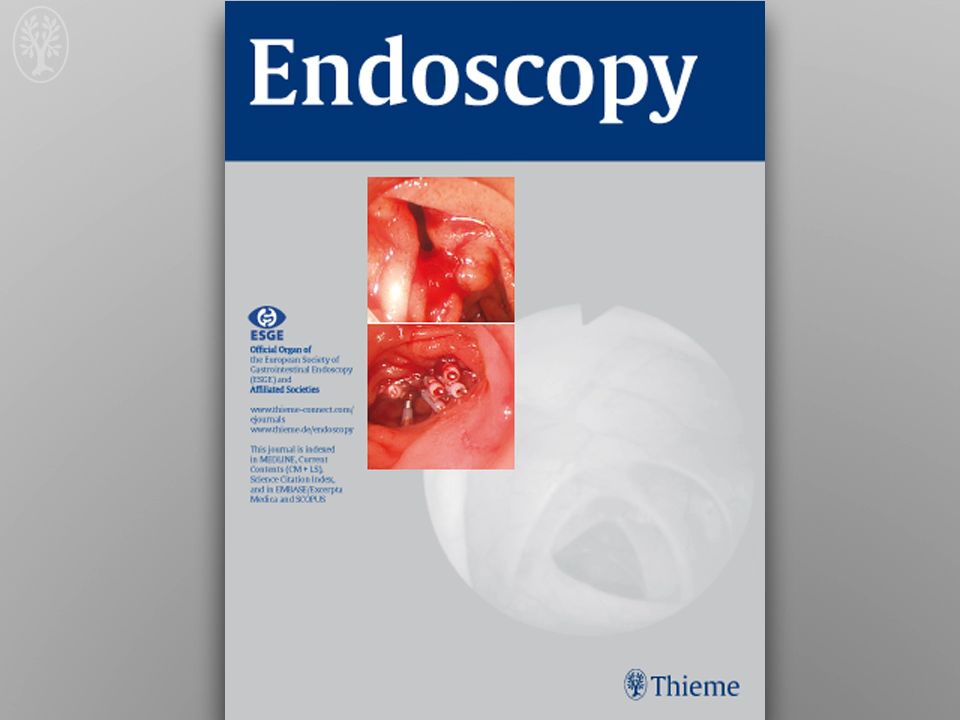 Endoscopy
ESGE
Official Organ of
the European Society of
Gastrointestinal Endoscopy
(ESGE) and
Affiliated Societies
www.thieme-connect.com/
ejournals
www.thieme.de/endoscopy
This journal is indexed
in MEDLINE, Current
Contents (CM + LS),
Science Citation Index,
and in EMBASE/Excerpta
Medica and SCOPUS
Thieme